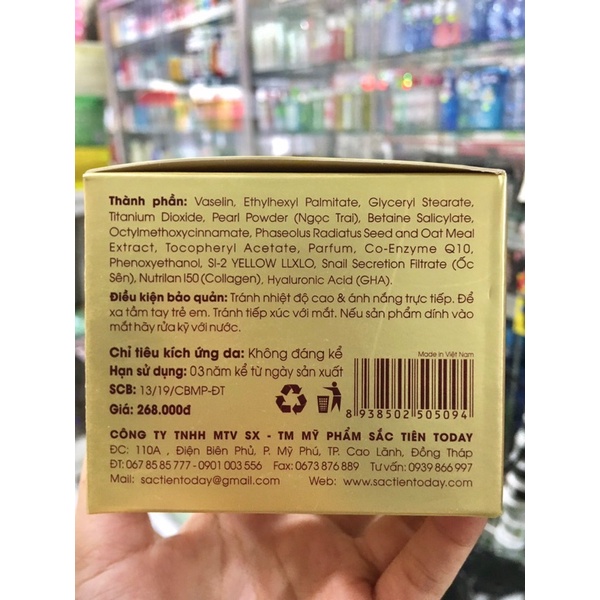 Thành phần: Vaselin, Ethylhexyl Palmitate, Glyceryl Stearate,
Titanium Dioxide, Pearl Powder (Ngọc Trai), Betaine Salicylate,
Octylmethoxycinnamate, Phaseolus Radiatus Seed and Oat Meal
Extract, Tocopheryl Acetate, Parfum, Co-Enzyme Q10,
Phenoxyethanol, SI-2 YELLOW LLXLO, Snail Secretion Filtrate (Ốc
Sên), Nutrilan I50 (Collagen), Hyaluronic Acid (GHA).
Điều kiện bảo quản: Tránh nhiệt độ cao & ánh nắng trực tiếp. Để
xa tầm tay trẻ em. Tránh tiếp xúc với mắt. Nếu sản phẩm dính vào
mắt hãy rửa kỹ với nước.
Chỉ tiêu kích ứng da: Không đáng kể
Hạn sử dụng: 03 năm kể từ ngày sản xuất
SCB: 13/19/CBMP-ĐT
Giá: 268.000đ
Made in Việt Nam
8 938502 505094
CÔNG TY TNHH MTV SX - TM MỸ PHẨM SẮC TIÊN TODAY
ĐC: 110A , Điện Biên Phủ, P. Mỹ Phú, TP. Cao Lãnh, Đồng Tháp
ĐT: 067 85 85 777 - 0901 003 556 Fax: 0673 876 889 Tư vấn: 0939 866 997
Mail: sactientoday@gmail.com Web: www.sactientoday.com